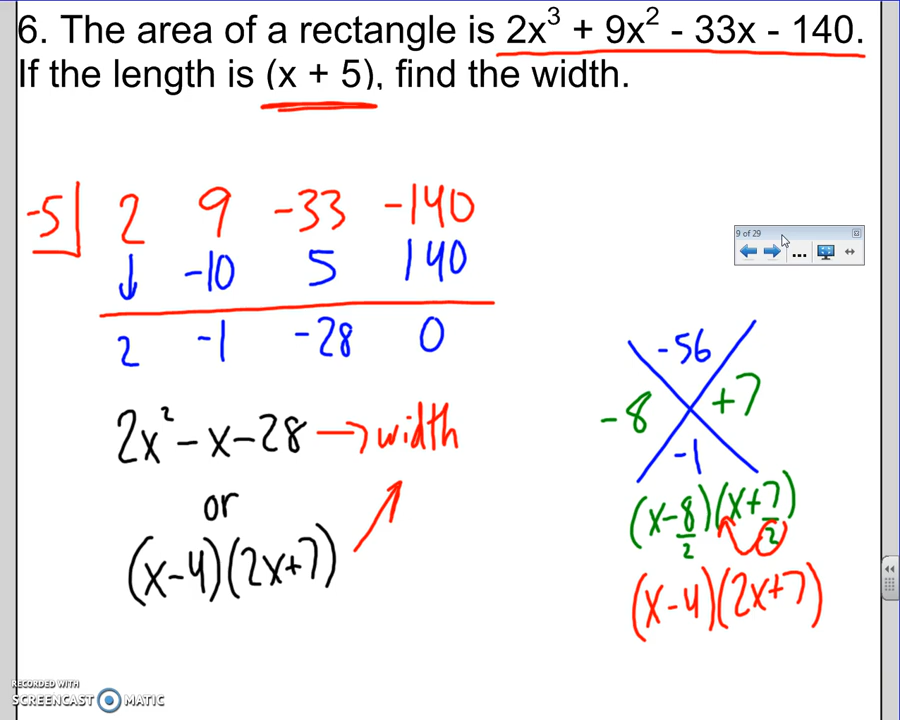 6. The area of a rectangle is 2x³ + 9x² - 33x - 140.
If the length is (x + 5), find the width.
-5 2 9 -33 -140
↓ -10 5 140
2 -1 -28 0
2x² - x - 28 → width
or
(x-4)(2x+7)
9 of 29
...
-56
-8 +7
-1
(x-8/2)(x+7/2)
(x-4)(2x+7)
RECORDED WITH
SCREENCAST MATIC